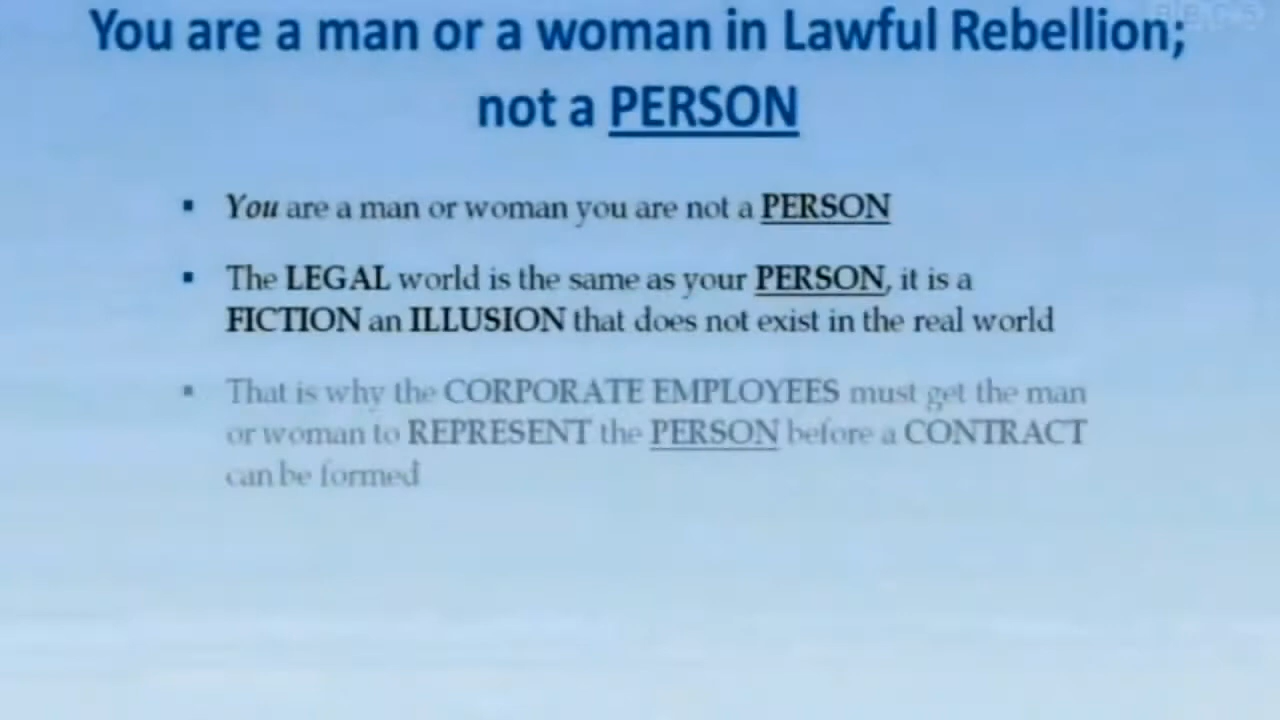 You are a man or a woman in Lawful Rebellion;
not a PERSON
▪ You are a man or woman you are not a PERSON
▪ The LEGAL world is the same as your PERSON, it is a
FICTION an ILLUSION that does not exist in the real world
▪ That is why the CORPORATE EMPLOYEES must get the man
or woman to REPRESENT the PERSON before a CONTRACT
can be formed